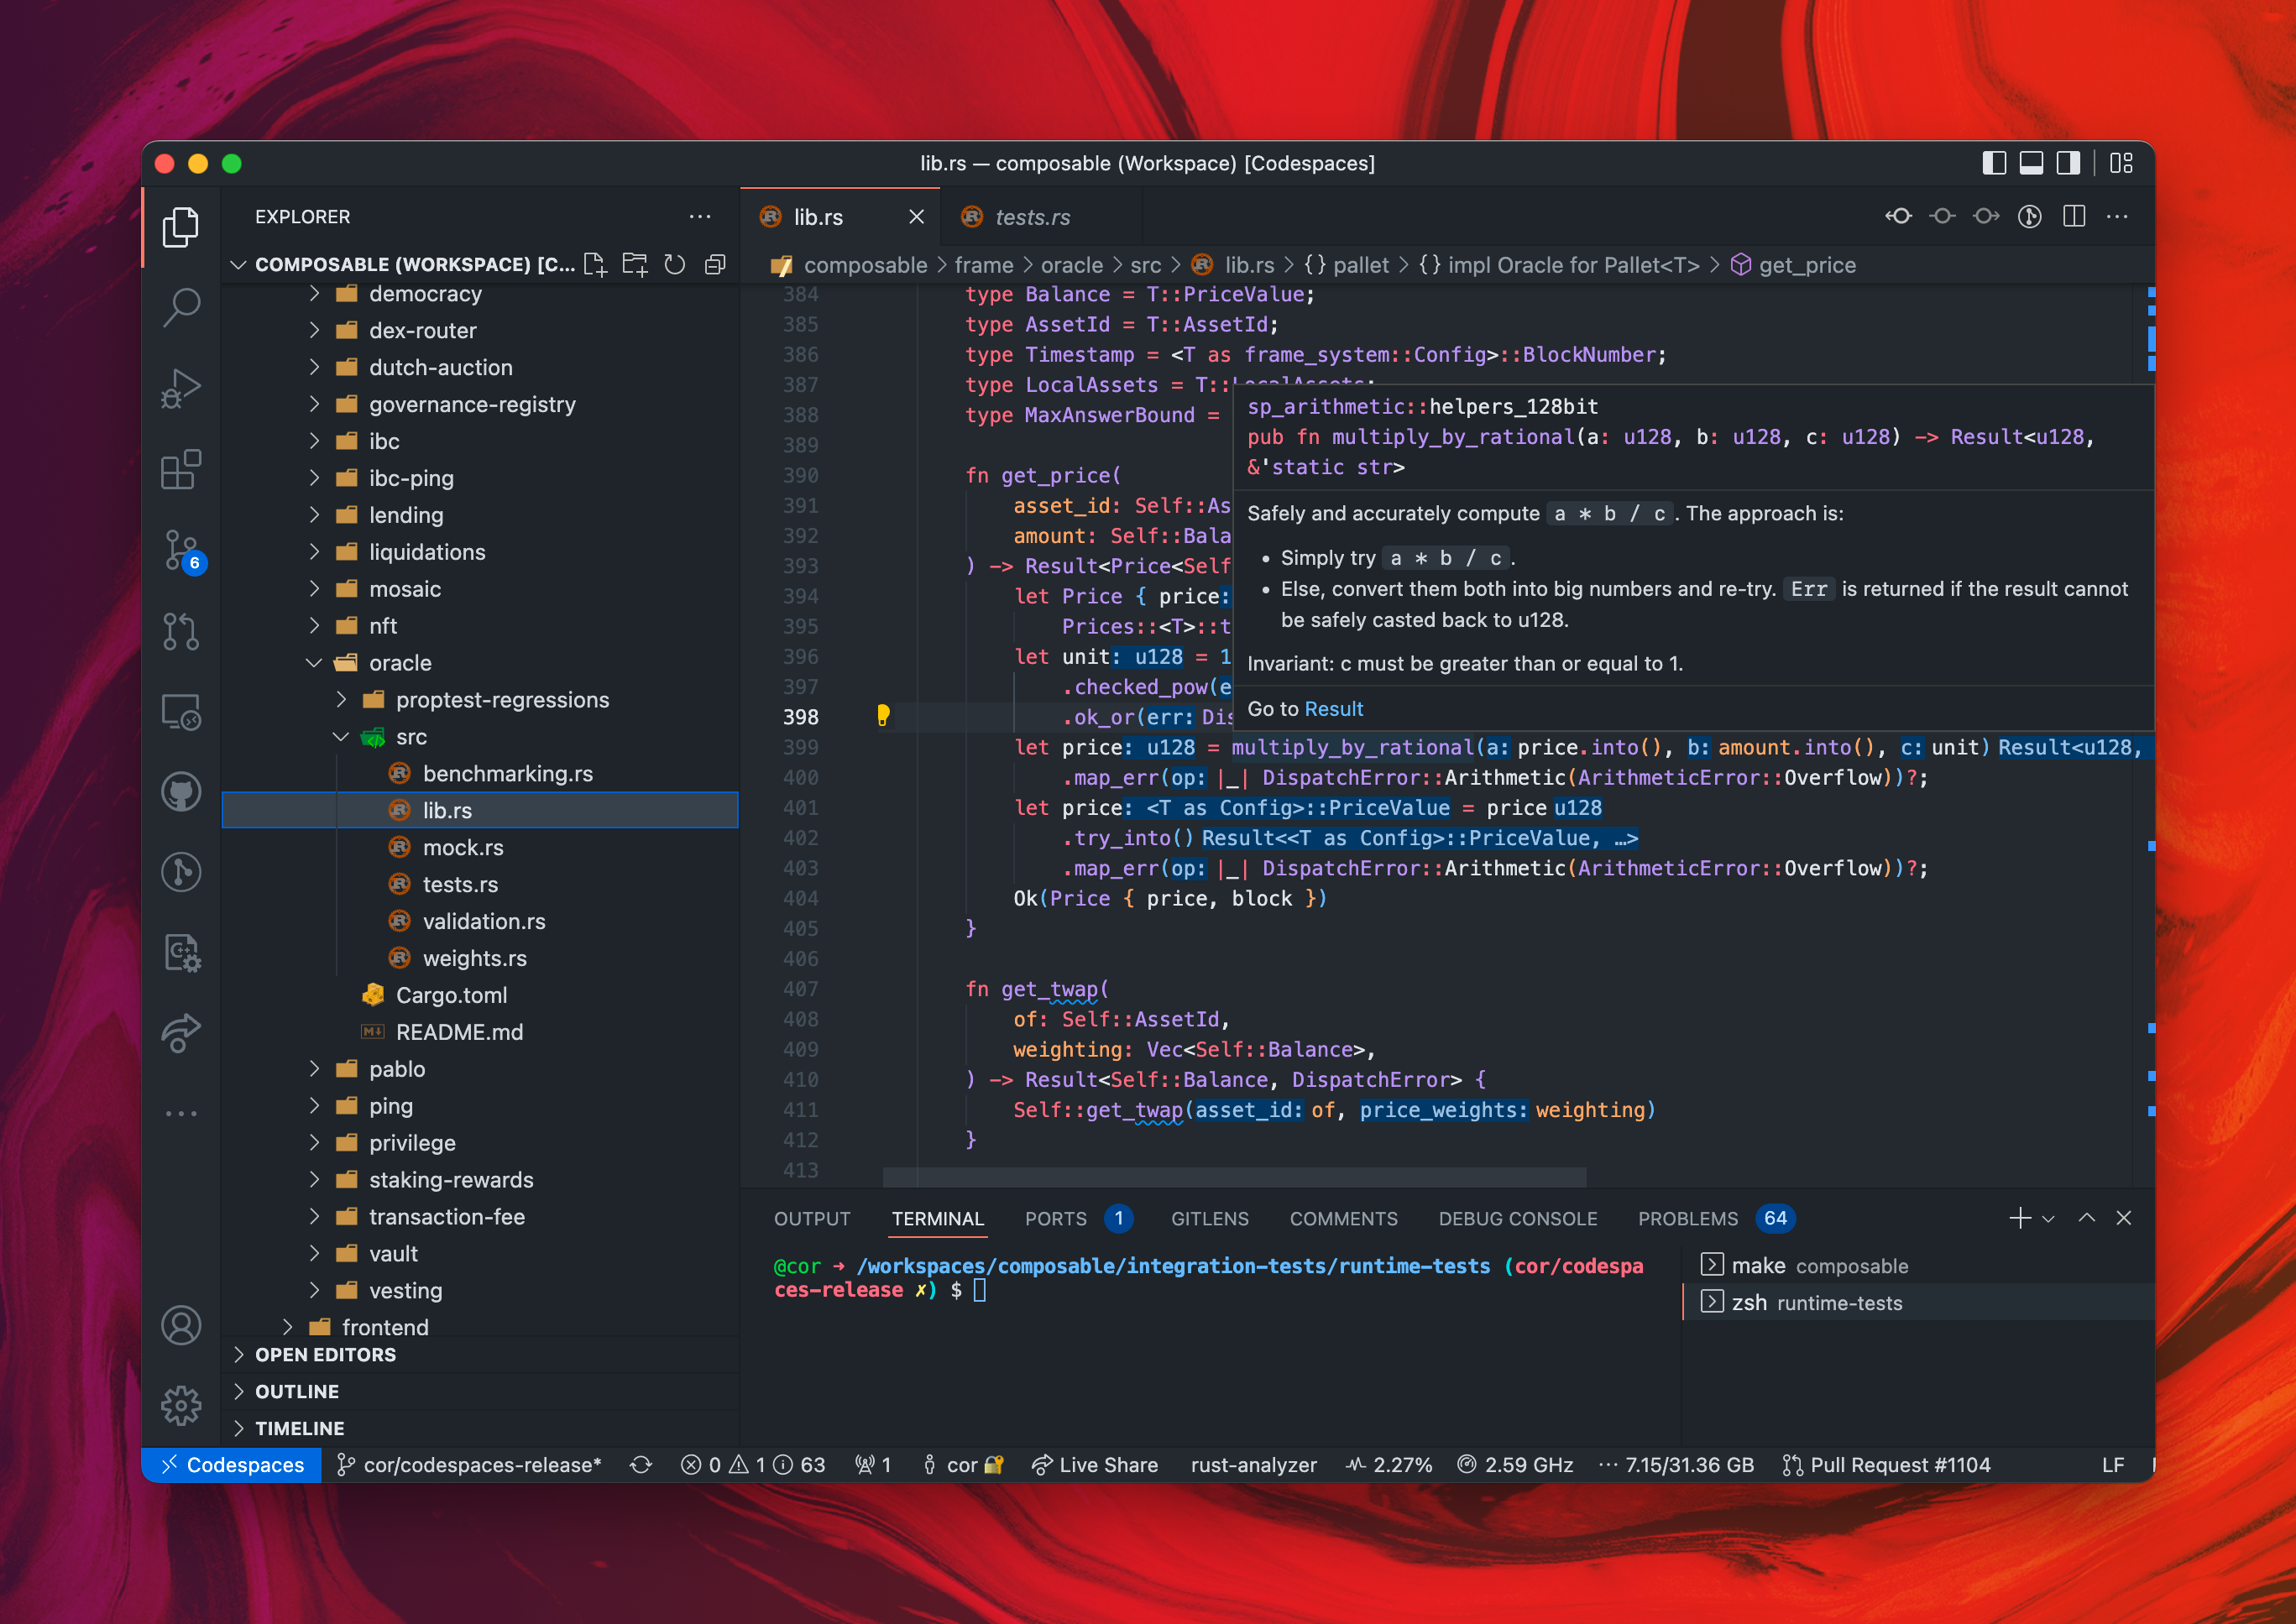 lib.rs — composable (Workspace) [Codespaces]
EXPLORER
COMPOSABLE (WORKSPACE) [C...
democracy
dex-router
dutch-auction
governance-registry
ibc
ibc-ping
lending
liquidations
mosaic
nft
oracle
proptest-regressions
src
benchmarking.rs
lib.rs
mock.rs
tests.rs
validation.rs
weights.rs
Cargo.toml
README.md
pablo
ping
privilege
staking-rewards
transaction-fee
vault
vesting
frontend
OPEN EDITORS
OUTLINE
TIMELINE
6
lib.rs
tests.rs
composable > frame > oracle > src > lib.rs > {} pallet > {} impl Oracle for Pallet<T> > get_price
384 type Balance = T::PriceValue;
385 type AssetId = T::AssetId;
386 type Timestamp = <T as frame_system::Config>::BlockNumber;
387 type LocalAssets = T::LocalAssets;
388 type MaxAnswerBound =
389
390 fn get_price(
391 asset_id: Self::As
392 amount: Self::Bala
393 ) -> Result<Price<Self
394 let Price { price:
395 Prices::<T>::t
396 let unit: u128 = 1
397 .checked_pow(e
398 .ok_or(err: Dis
399 let price: u128 = multiply_by_rational(a: price.into(), b: amount.into(), c: unit) Result<u128,
400 .map_err(op: |_| DispatchError::Arithmetic(ArithmeticError::Overflow))?;
401 let price: <T as Config>::PriceValue = price u128
402 .try_into() Result<<T as Config>::PriceValue, …>
403 .map_err(op: |_| DispatchError::Arithmetic(ArithmeticError::Overflow))?;
404 Ok(Price { price, block })
405 }
406
407 fn get_twap(
408 of: Self::AssetId,
409 weighting: Vec<Self::Balance>,
410 ) -> Result<Self::Balance, DispatchError> {
411 Self::get_twap(asset_id: of, price_weights: weighting)
412 }
413
sp_arithmetic::helpers_128bit
pub fn multiply_by_rational(a: u128, b: u128, c: u128) -> Result<u128,
&'static str>
Safely and accurately compute a * b / c. The approach is:
• Simply try a * b / c.
• Else, convert them both into big numbers and re-try. Err is returned if the result cannot
be safely casted back to u128.
Invariant: c must be greater than or equal to 1.
Go to Result
OUTPUT TERMINAL PORTS 1 GITLENS COMMENTS DEBUG CONSOLE PROBLEMS 64
@cor → /workspaces/composable/integration-tests/runtime-tests (cor/codespa
ces-release ✗) $
make composable
zsh runtime-tests
Codespaces cor/codespaces-release* 0 1 63 1 cor Live Share rust-analyzer 2.27% 2.59 GHz ··· 7.15/31.36 GB Pull Request #1104 LF